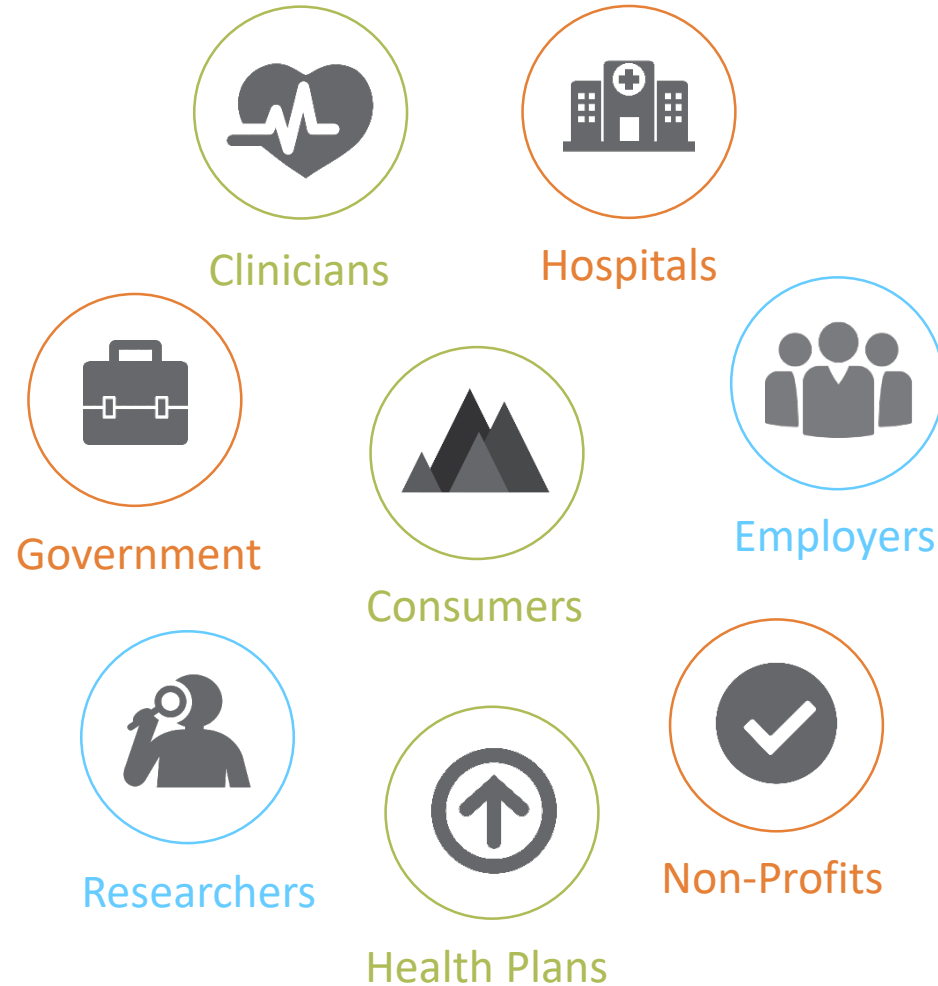 Clinicians
Hospitals
Government
Employers
Consumers
Researchers
Non-Profits
Health Plans